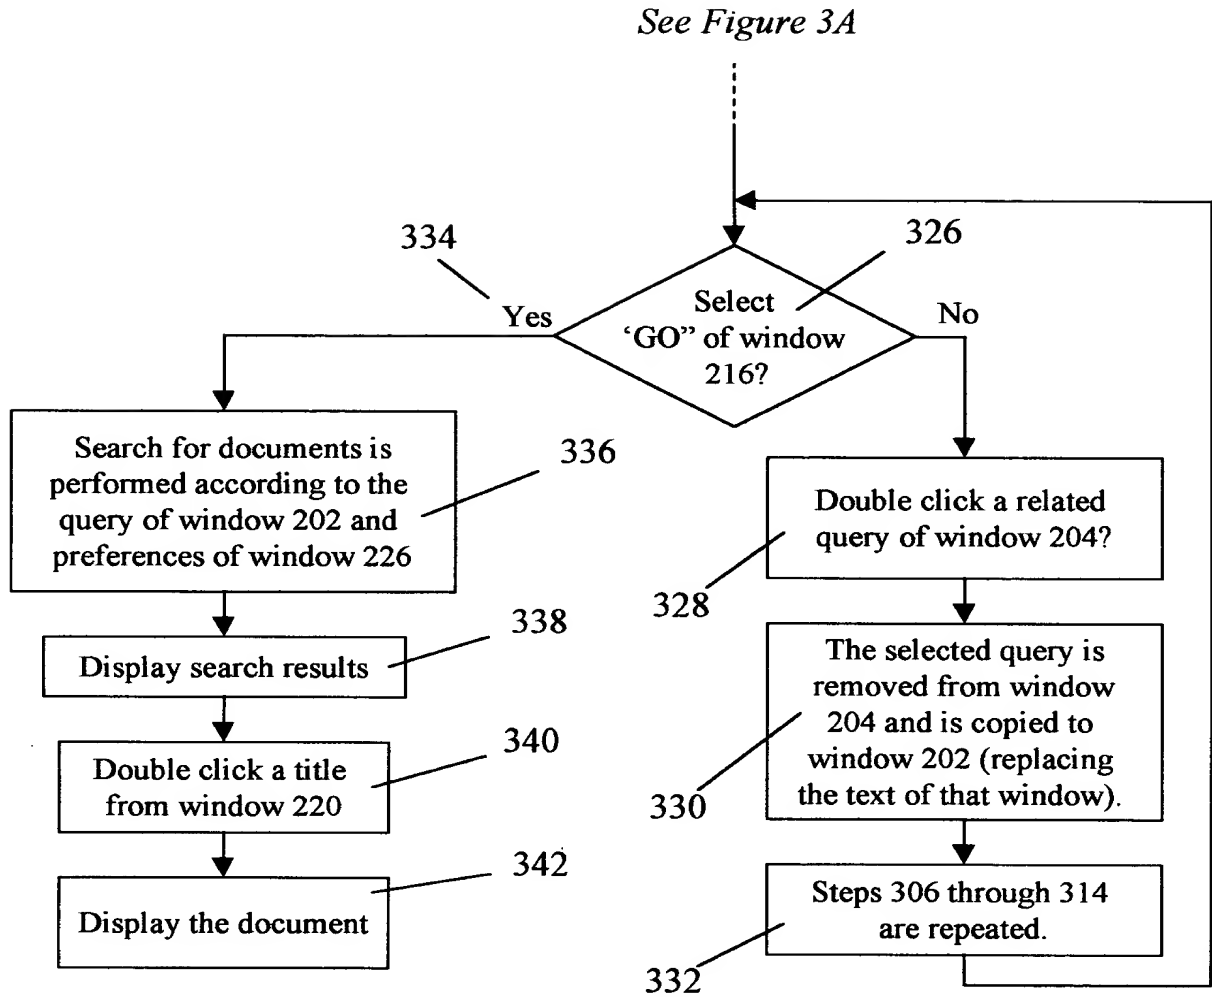 See Figure 3A
334
326
Yes
No
Select
‘GO” of window
216?
Search for documents is
performed according to the
query of window 202 and
preferences of window 226
336
Double click a related
query of window 204?
328
338
Display search results
The selected query is
removed from window
204 and is copied to
window 202 (replacing
the text of that window).
330
340
Double click a title
from window 220
342
Display the document
Steps 306 through 314
are repeated.
332